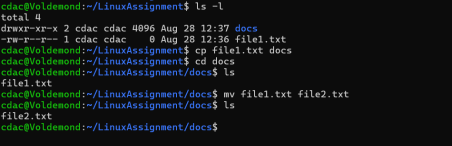 cdac@Voldemond:~/LinuxAssignment$ ls -l
total 4
drwxr-xr-x 2 cdac cdac 4096 Aug 28 12:37 docs
-rw-r--r-- 1 cdac cdac    0 Aug 28 12:36 file1.txt
cdac@Voldemond:~/LinuxAssignment$ cp file1.txt docs
cdac@Voldemond:~/LinuxAssignment$ cd docs
cdac@Voldemond:~/LinuxAssignment/docs$ ls
file1.txt
cdac@Voldemond:~/LinuxAssignment/docs$ mv file1.txt file2.txt
cdac@Voldemond:~/LinuxAssignment/docs$ ls
file2.txt
cdac@Voldemond:~/LinuxAssignment/docs$